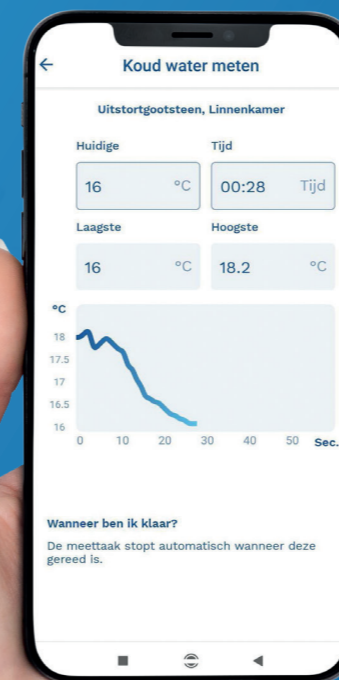 Koud water meten
Uitstortgootsteen, Linnenkamer
Huidige Tijd
16 °C 00:28 Tijd
Laagste Hoogste
16 °C 18.2 °C
°C
18
17.5
17
16.5
16
0 10 20 30 40 50 Sec.
Wanneer ben ik klaar?
De meettaak stopt automatisch wanneer deze
gereed is.